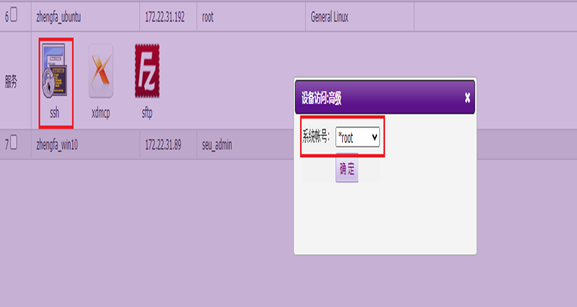 6 zhengfa_ubuntu 172.22.31.192 root General Linux
服务
ssh xdmcp sftp
7 zhengfa_win10 172.22.31.89 seu_admin
设备访问:高级 ×
系统帐号: *root
确 定